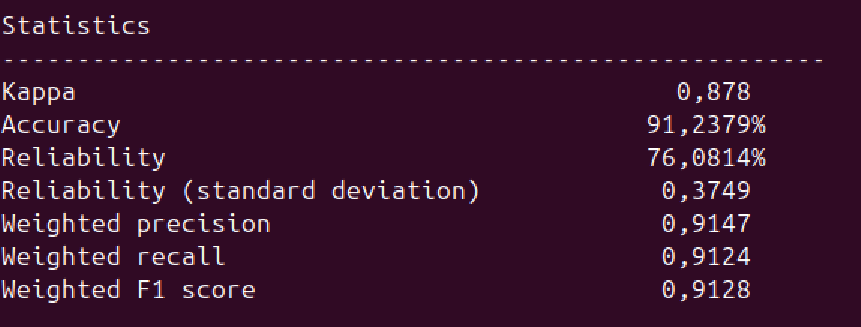 Statistics
-------------------------------------------------------
Kappa 0,878
Accuracy 91,2379%
Reliability 76,0814%
Reliability (standard deviation) 0,3749
Weighted precision 0,9147
Weighted recall 0,9124
Weighted F1 score 0,9128